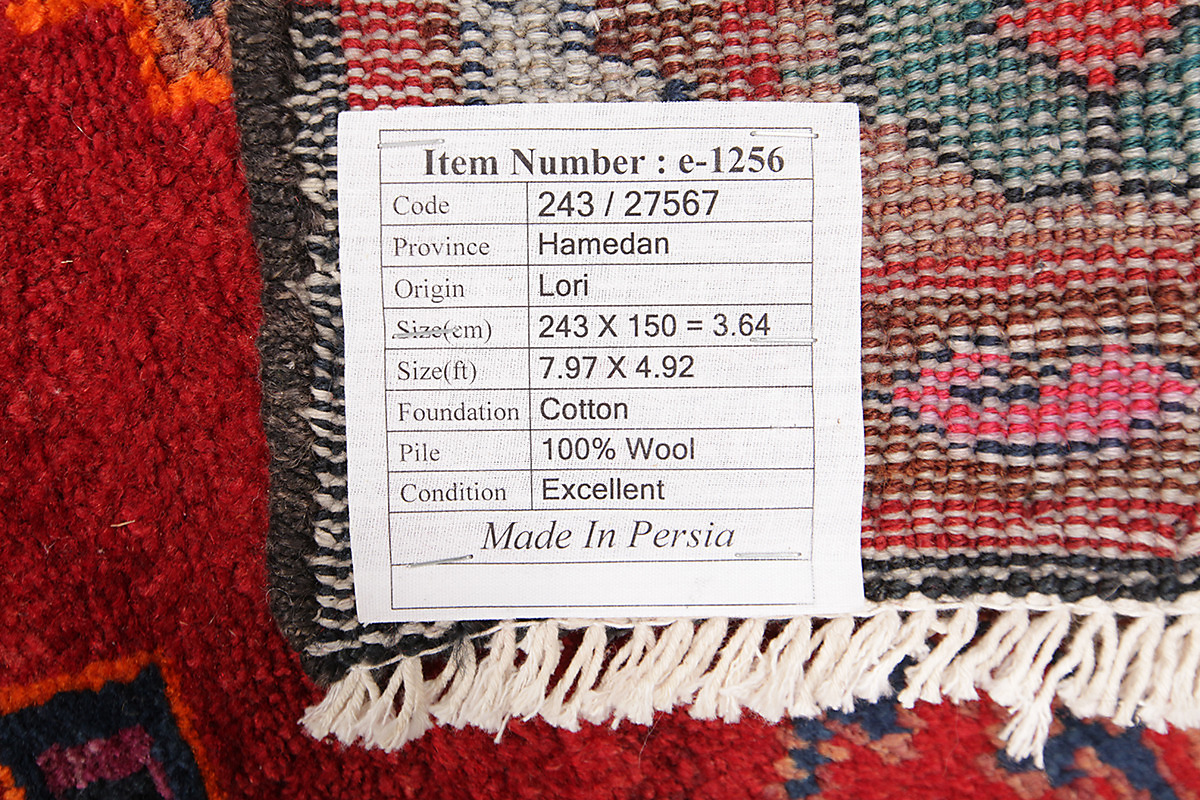 Item Number : e-1256
Code 243 / 27567
Province Hamedan
Origin Lori
Size(cm) 243 X 150 = 3.64
Size(ft) 7.97 X 4.92
Foundation Cotton
Pile 100% Wool
Condition Excellent
Made In Persia